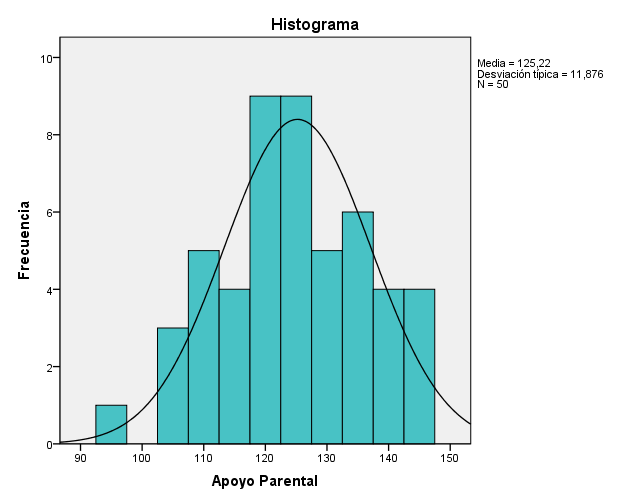 Histograma
Media = 125,22
Desviación típica = 11,876
N = 50
Frecuencia
10
8
6
4
2
0
90 100 110 120 130 140 150
Apoyo Parental